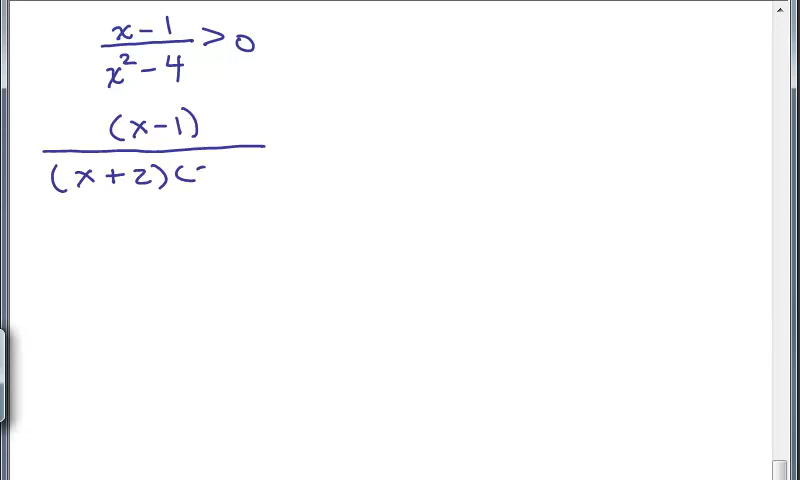 x - 1
x² - 4
> 0
(x - 1)
(x + 2)(